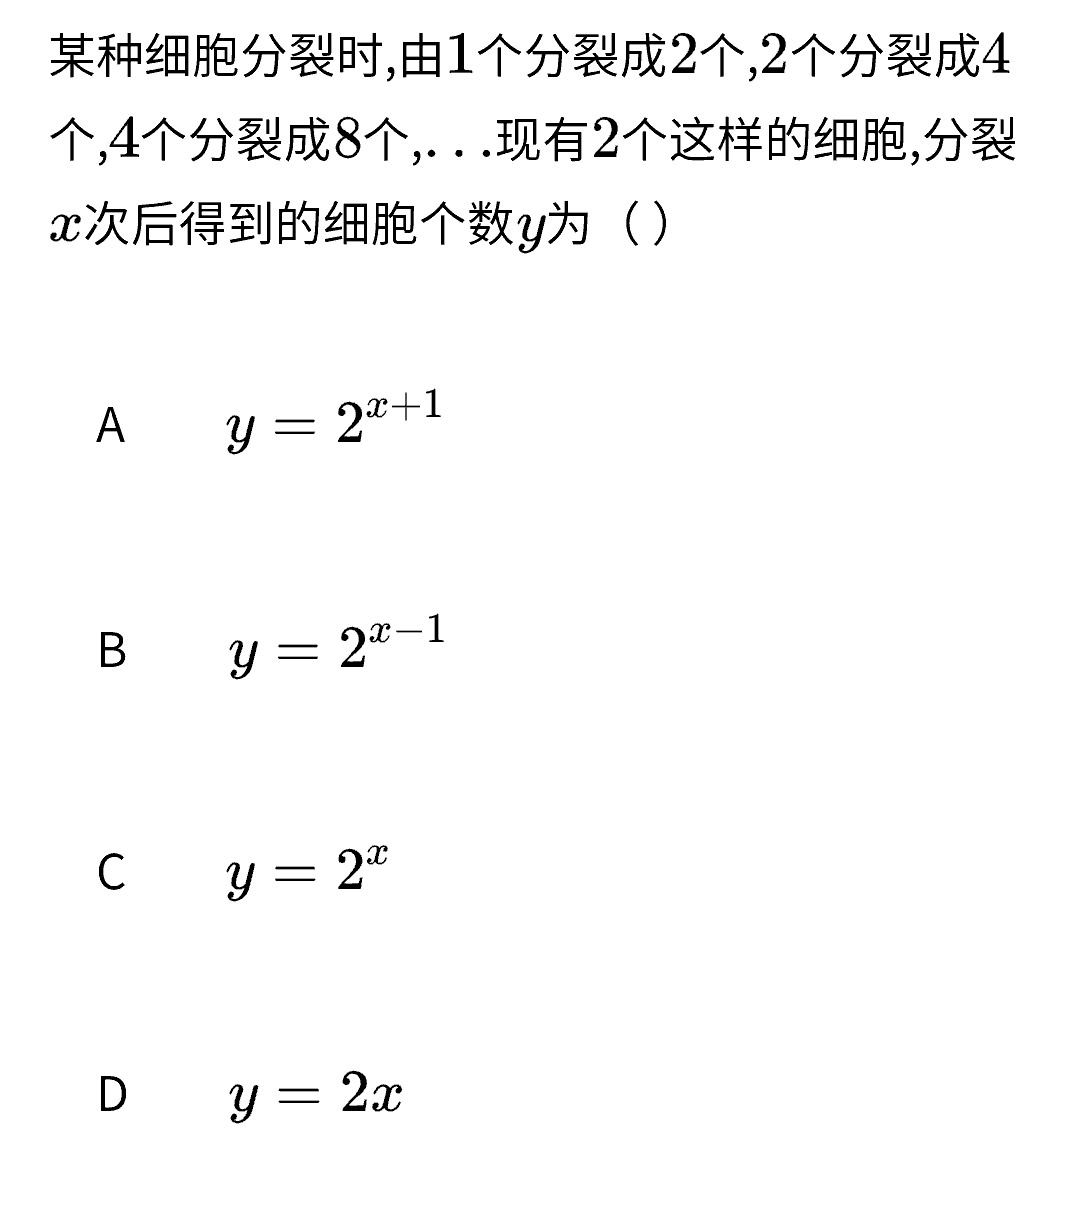 某种细胞分裂时,由1个分裂成2个,2个分裂成4
个,4个分裂成8个,...现有2个这样的细胞,分裂
x次后得到的细胞个数y为（ ）
A y = 2^{x+1}
B y = 2^{x-1}
C y = 2^{x}
D y = 2x